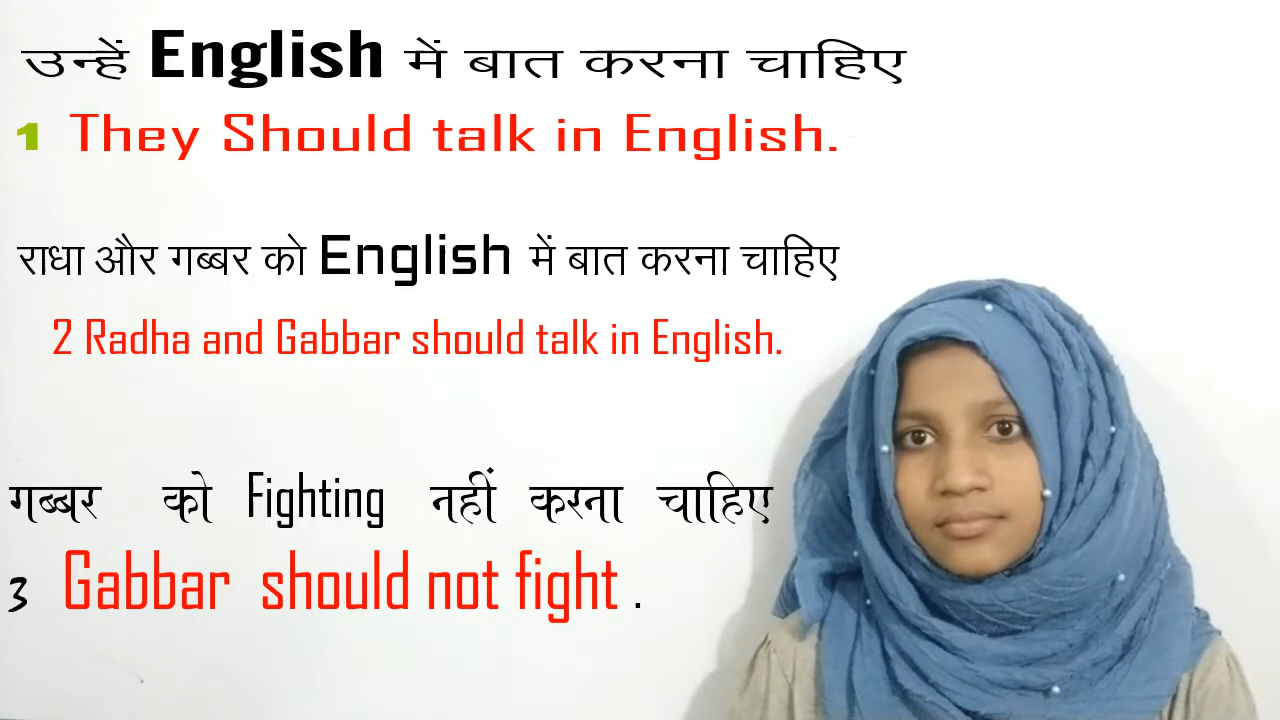 उन्हें English में बात करना चाहिए
1 They Should talk in English.
राधा और गब्बर को English में बात करना चाहिए
2 Radha and Gabbar should talk in English.
गब्बर को Fighting नहीं करना चाहिए
3 Gabbar should not fight .